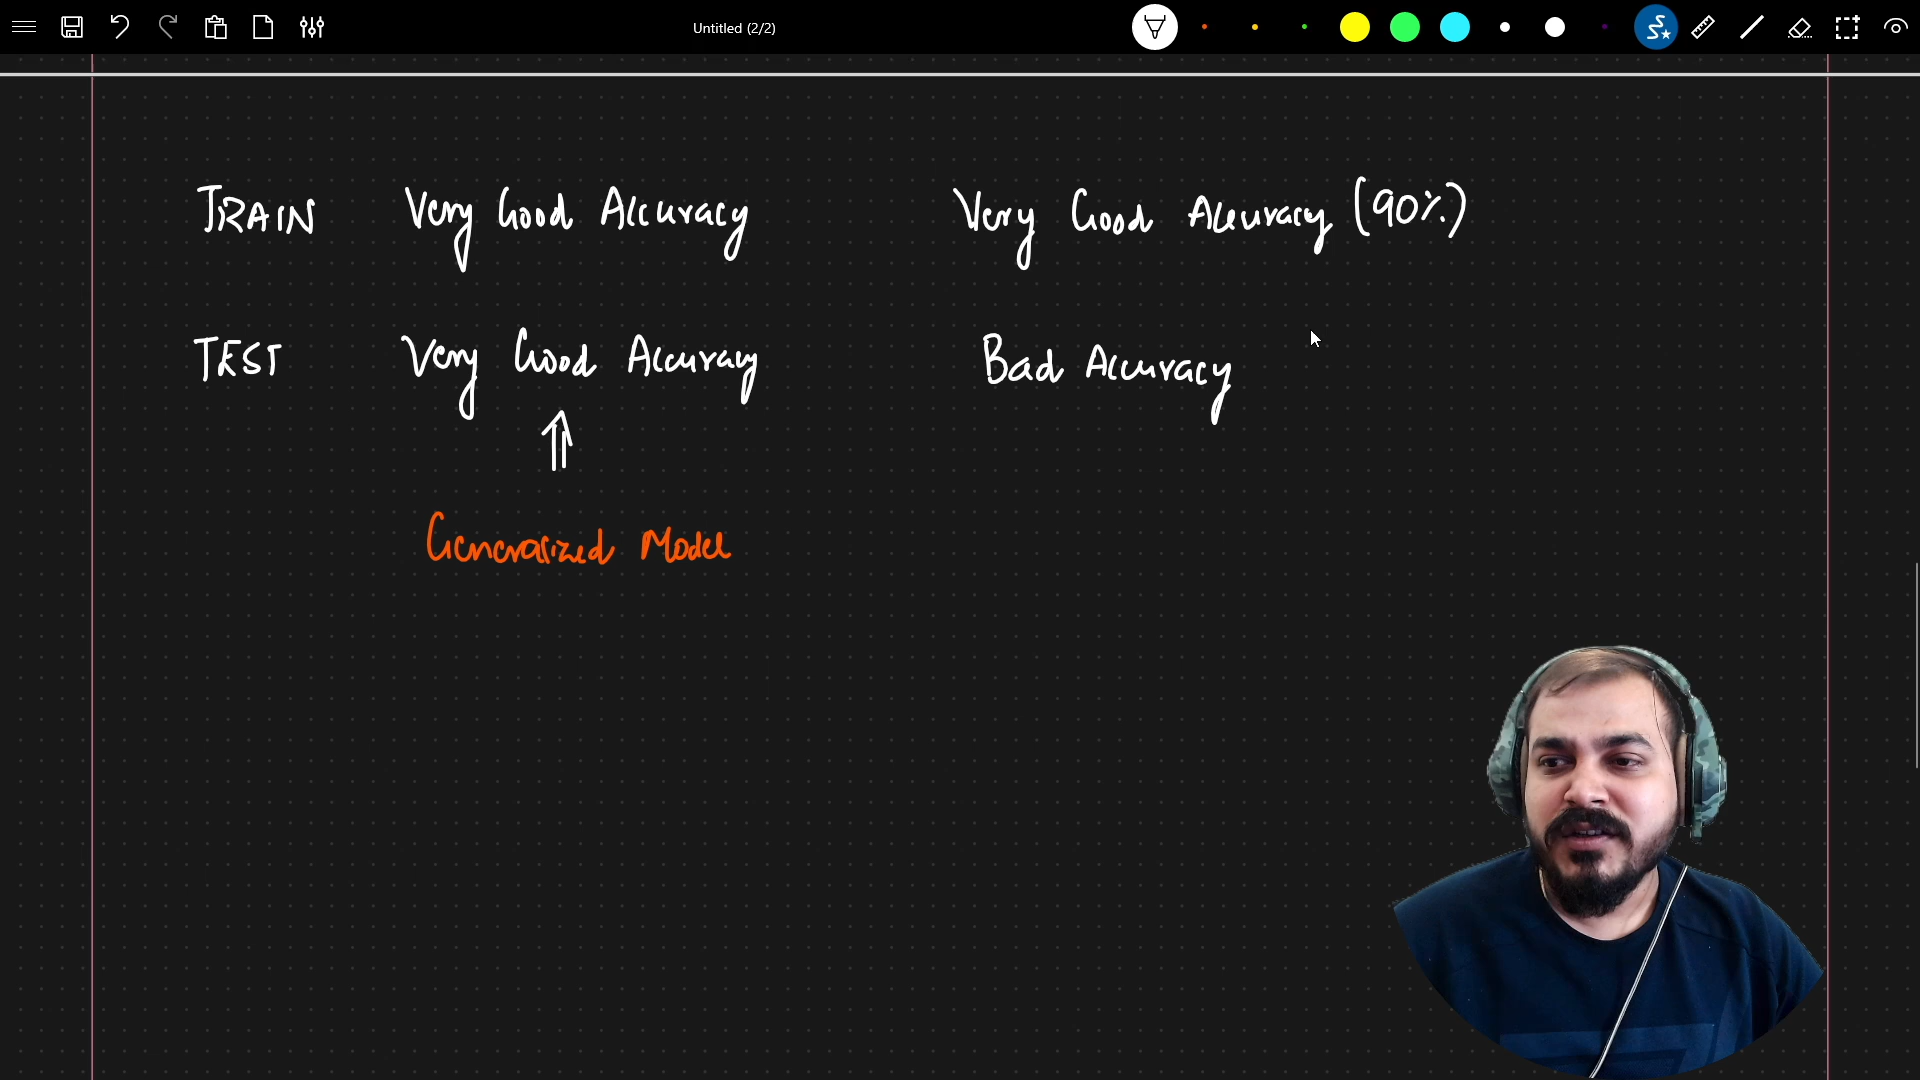 Untitled (2/2)
TRAIN Very Good Accuracy Very Good Accuracy (90%)
TEST Very Good Accuracy Bad Accuracy
Generalized Model